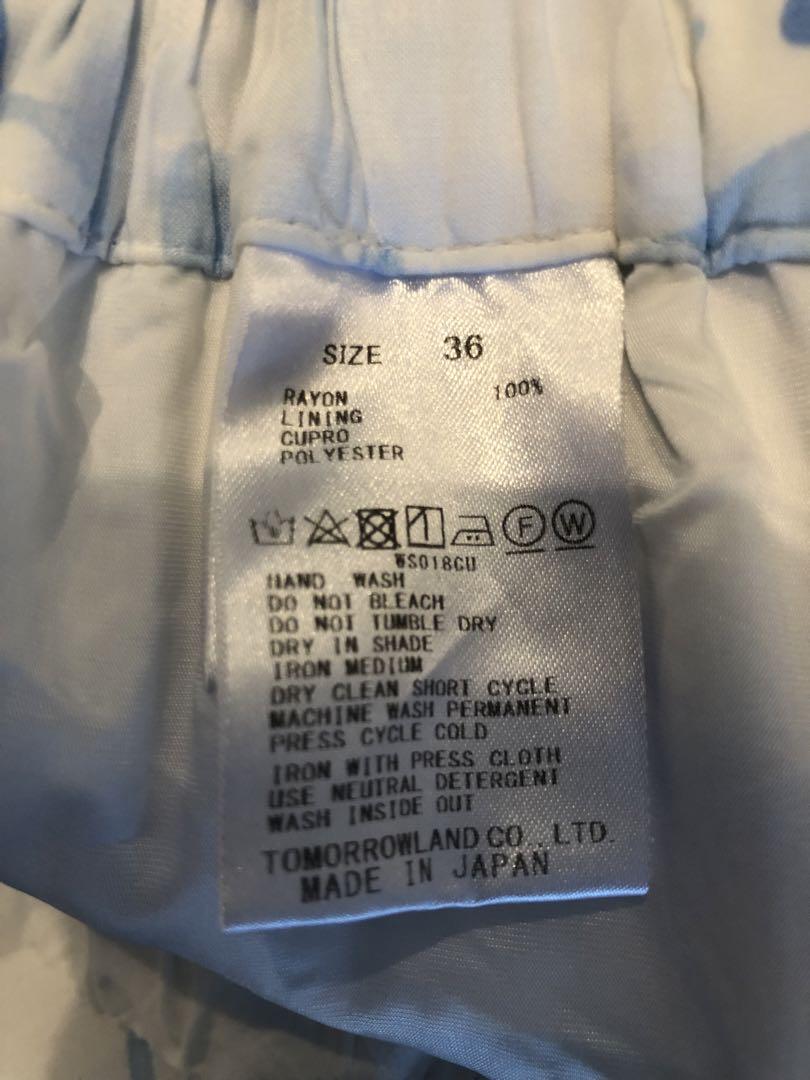 SIZE 36
RAYON 100%
LINING
CUPRO
POLYESTER
F W
WS018CU
HAND WASH
DO NOT BLEACH
DO NOT TUMBLE DRY
DRY IN SHADE
IRON MEDIUM
DRY CLEAN SHORT CYCLE
MACHINE WASH PERMANENT
PRESS CYCLE COLD
IRON WITH PRESS CLOTH
USE NEUTRAL DETERGENT
WASH INSIDE OUT
TOMORROWLAND CO., LTD.
MADE IN JAPAN